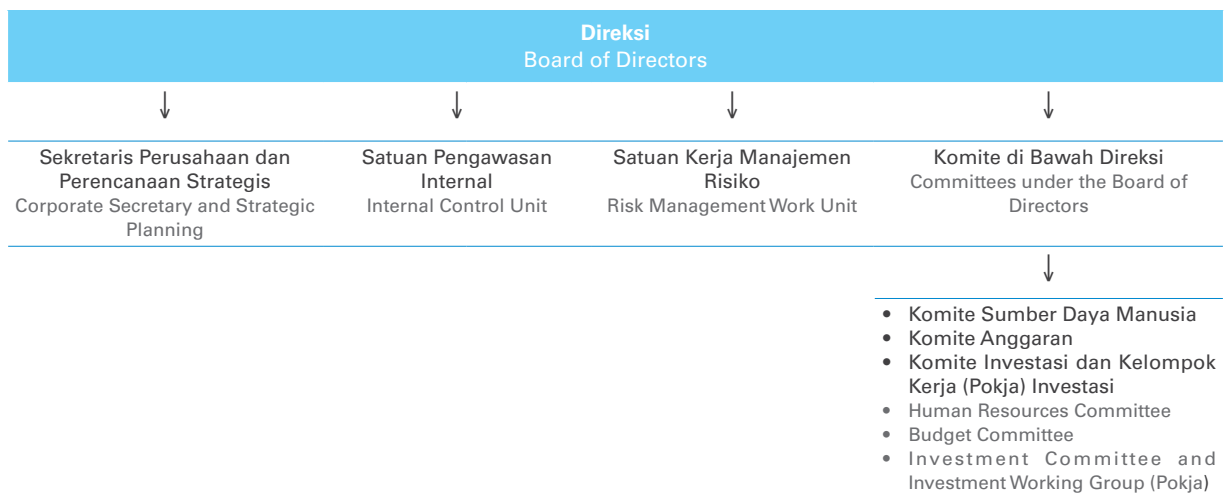 Direksi
Board of Directors
Sekretaris Perusahaan dan
Perencanaan Strategis
Corporate Secretary and Strategic
Planning
Satuan Pengawasan
Internal
Internal Control Unit
Satuan Kerja Manajemen
Risiko
Risk Management Work Unit
Komite di Bawah Direksi
Committees under the Board of
Directors
• Komite Sumber Daya Manusia
• Komite Anggaran
• Komite Investasi dan Kelompok
Kerja (Pokja) Investasi
• Human Resources Committee
• Budget Committee
• Investment Committee and
Investment Working Group (Pokja)